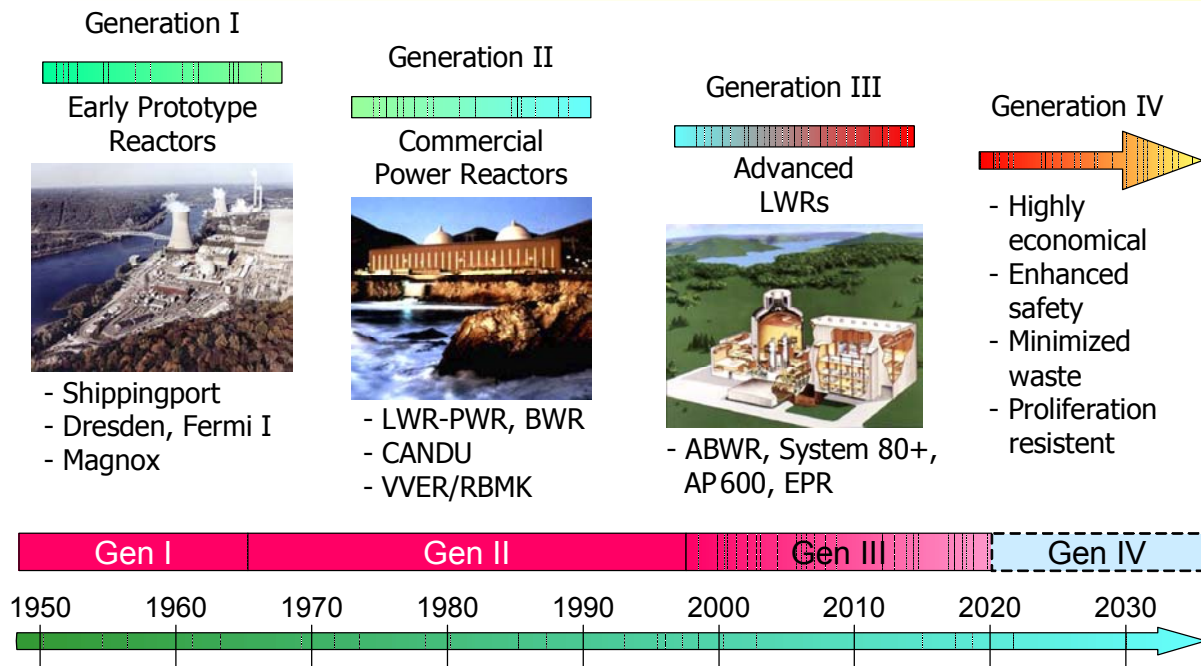 Generation I
Early Prototype
Reactors
- Shippingport
- Dresden, Fermi I
- Magnox
Generation II
Commercial
Power Reactors
- LWR-PWR, BWR
- CANDU
- VVER/RBMK
Generation III
Advanced
LWRs
- ABWR, System 80+,
AP600, EPR
Generation IV
- Highly
economical
- Enhanced
safety
- Minimized
waste
- Proliferation
resistent
Gen I Gen II Gen III Gen IV
1950 1960 1970 1980 1990 2000 2010 2020 2030